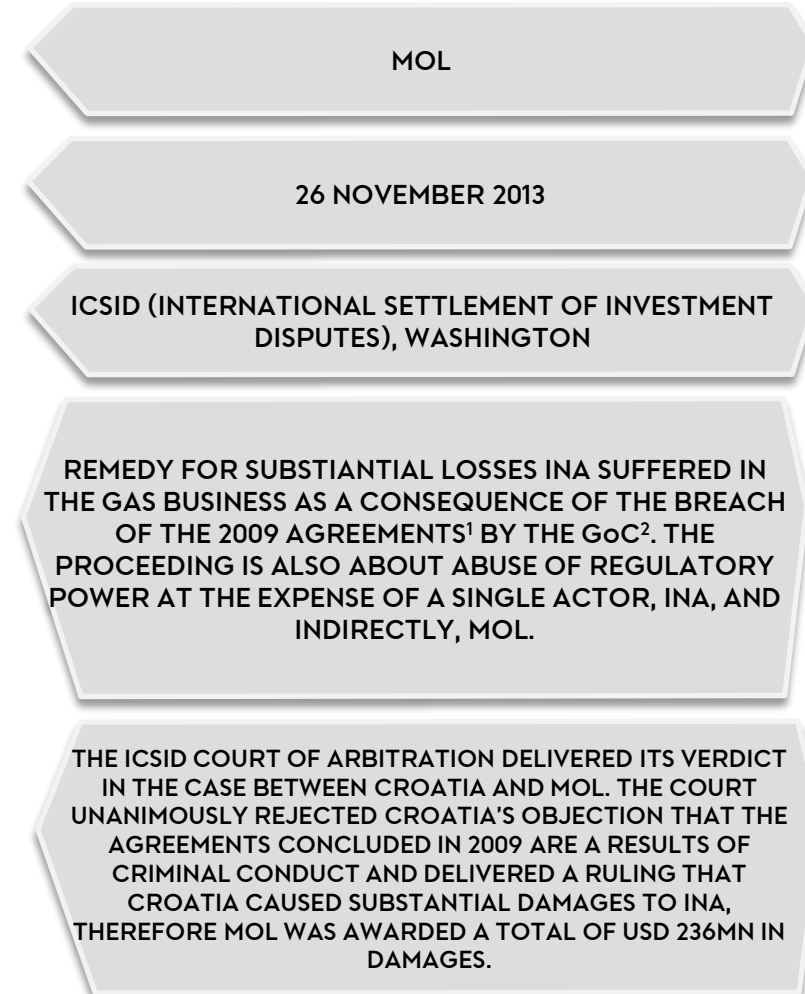 MOL
26 NOVEMBER 2013
ICSID (INTERNATIONAL SETTLEMENT OF INVESTMENT
DISPUTES), WASHINGTON
REMEDY FOR SUBSTIANTIAL LOSSES INA SUFFERED IN
THE GAS BUSINESS AS A CONSEQUENCE OF THE BREACH
OF THE 2009 AGREEMENTS¹ BY THE GoC². THE
PROCEEDING IS ALSO ABOUT ABUSE OF REGULATORY
POWER AT THE EXPENSE OF A SINGLE ACTOR, INA, AND
INDIRECTLY, MOL.
THE ICSID COURT OF ARBITRATION DELIVERED ITS VERDICT
IN THE CASE BETWEEN CROATIA AND MOL. THE COURT
UNANIMOUSLY REJECTED CROATIA'S OBJECTION THAT THE
AGREEMENTS CONCLUDED IN 2009 ARE A RESULTS OF
CRIMINAL CONDUCT AND DELIVERED A RULING THAT
CROATIA CAUSED SUBSTANTIAL DAMAGES TO INA,
THEREFORE MOL WAS AWARDED A TOTAL OF USD 236MN IN
DAMAGES.